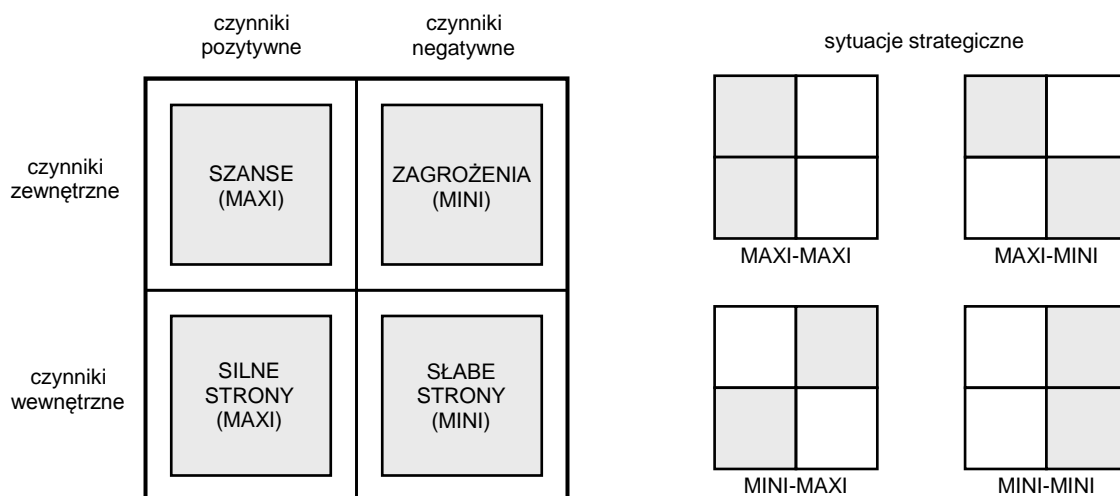 czynniki
pozytywne
czynniki
negatywne
sytuacje strategiczne
czynniki
zewnętrzne
SZANSE
(MAXI)
ZAGROŻENIA
(MINI)
MAXI-MAXI
MAXI-MINI
czynniki
wewnętrzne
SILNE
STRONY
(MAXI)
SŁABE
STRONY
(MINI)
MINI-MAXI
MINI-MINI